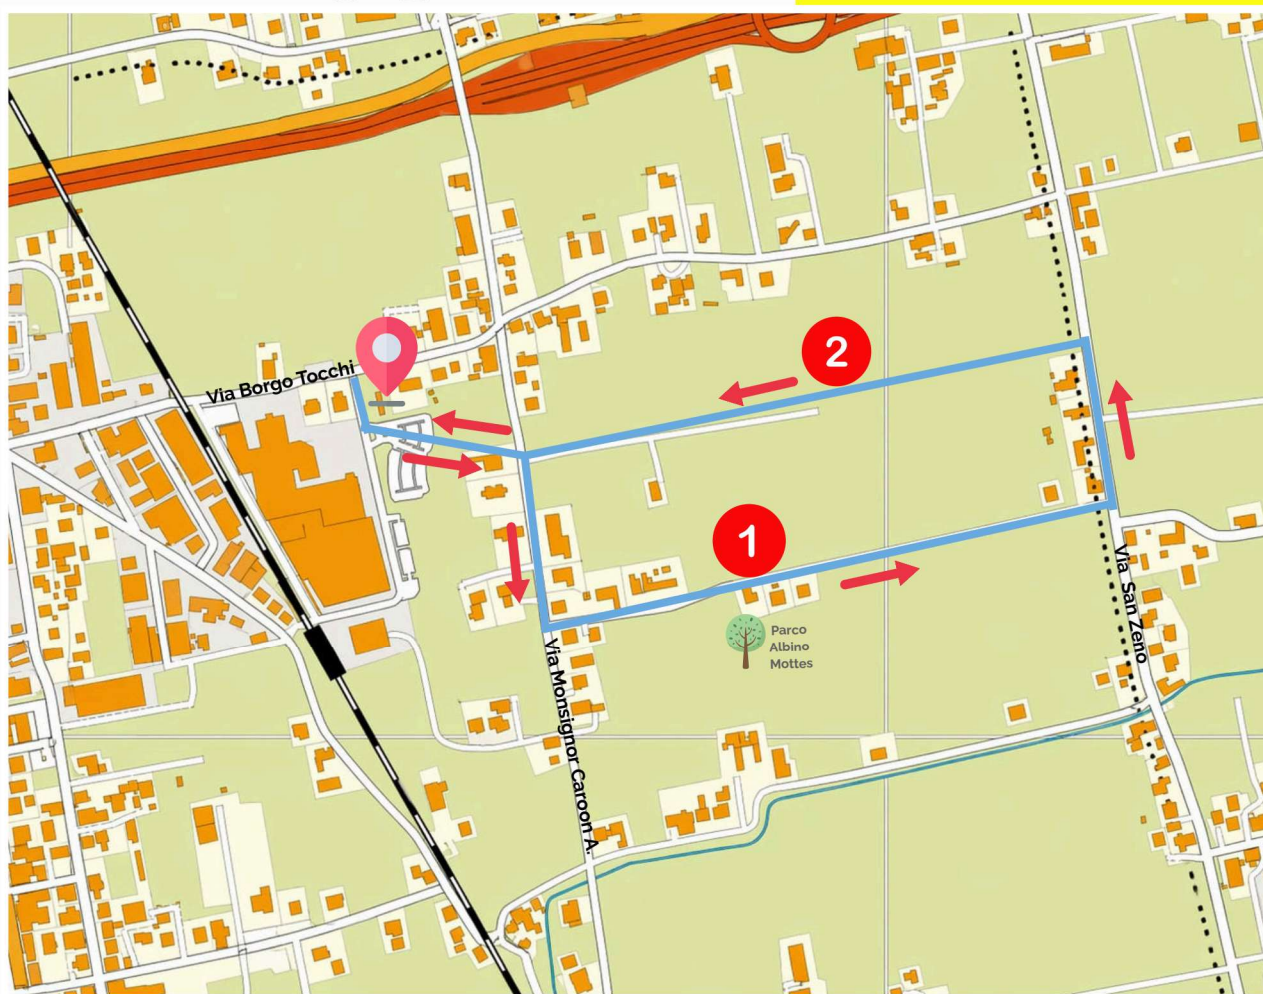 2
Via Borgo Tocchi
1
Via San Zeno
Parco
Albino
Mottes
Via Monsignor Caroon A.